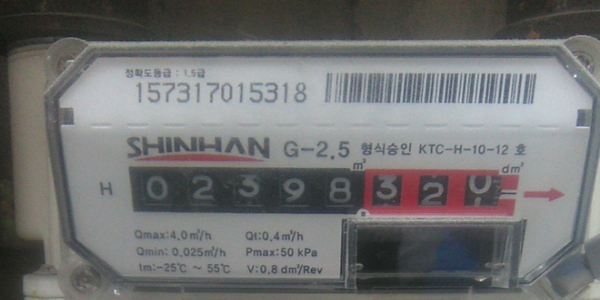 정확도등급 : 1.5급
157317015318
SHINHAN G-2.5 형식승인 KTC-H-10-12 호
m³ dm³
H 0 2 3 9 8 3 2 0
Qmax:4.0m³/h Qt:0.4m³/h
Qmin: 0.025m³/h Pmax:50 kPa
tm:-25℃ ~ 55℃ V:0.8 dm³/Rev